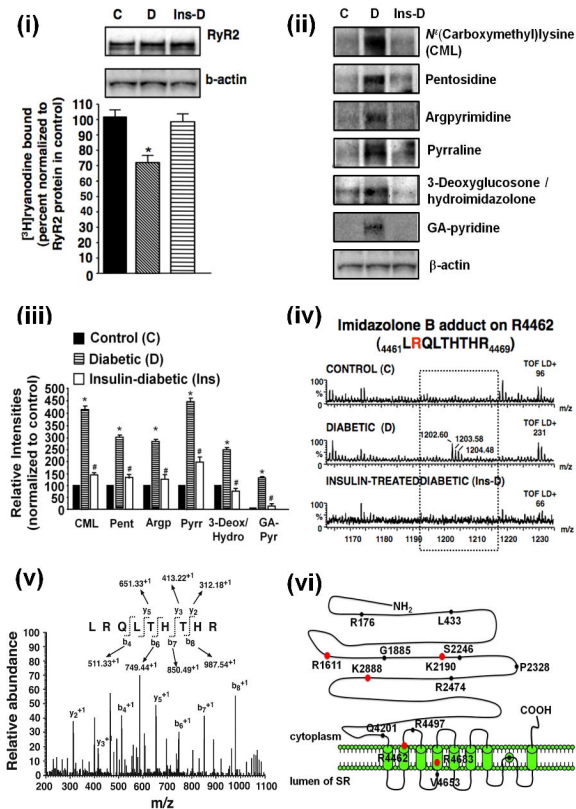 (i)
C D Ins-D
RyR2
b-actin
[³H]ryanodine bound
(percent normalized to
RyR2 protein in control)
110
100
90
80
70
60
50
40
30
20
10
0
*
(ii)
C D Ins-D
Nᵋ(Carboxymethyl)lysine
(CML)
Pentosidine
Argpyrimidine
Pyrraline
3-Deoxyglucosone /
hydroimidazolone
GA-pyridine
β-actin
(iii)
Control (C)
Diabetic (D)
Insulin-diabetic (Ins)
Relative Intensities
(normalized to control)
500
450
400
350
300
250
200
150
100
50
0
* # * # * # * # * # * #
CML Pent Argp Pyrr 3-Deox/ GA-
Hydro Pyr
(iv)
Imidazolone B adduct on R4462
(₄₄₆₁LRQLTHTHR₄₄₆₉)
CONTROL (C) TOF LD+
100 96
%
m/z
DIABETIC (D) TOF LD+
100 1202.60 1203.58 231
1204.48
%
m/z
INSULIN-TREATED DIABETIC (Ins-D)
TOF LD+
100 66
%
m/z
1170 1180 1190 1200 1210 1220 1230
(v)
651.33⁺¹ 413.22⁺¹ 312.18⁺¹
y₅ y₃ y₂
L R Q L T H T H R
b₄ b₆ b₇ b₈
511.33⁺¹ 749.44⁺¹ 850.49⁺¹ 987.54⁺¹
Relative abundance
100
90
80
70
60
50
40
30
20
10
0
y₂⁺¹ y₃⁺¹ b₄⁺¹ y₅⁺¹ b₆⁺¹ b₇⁺¹ b₈⁺¹
200 300 400 500 600 700 800 900 1000 1100
m/z
(vi)
NH₂
R176 L433
R1611 G1885 S2246
K2888 K2190 P2328
R2474
Q4201 R4497 COOH
cytoplasm
R4462 R4683
lumen of SR V4653